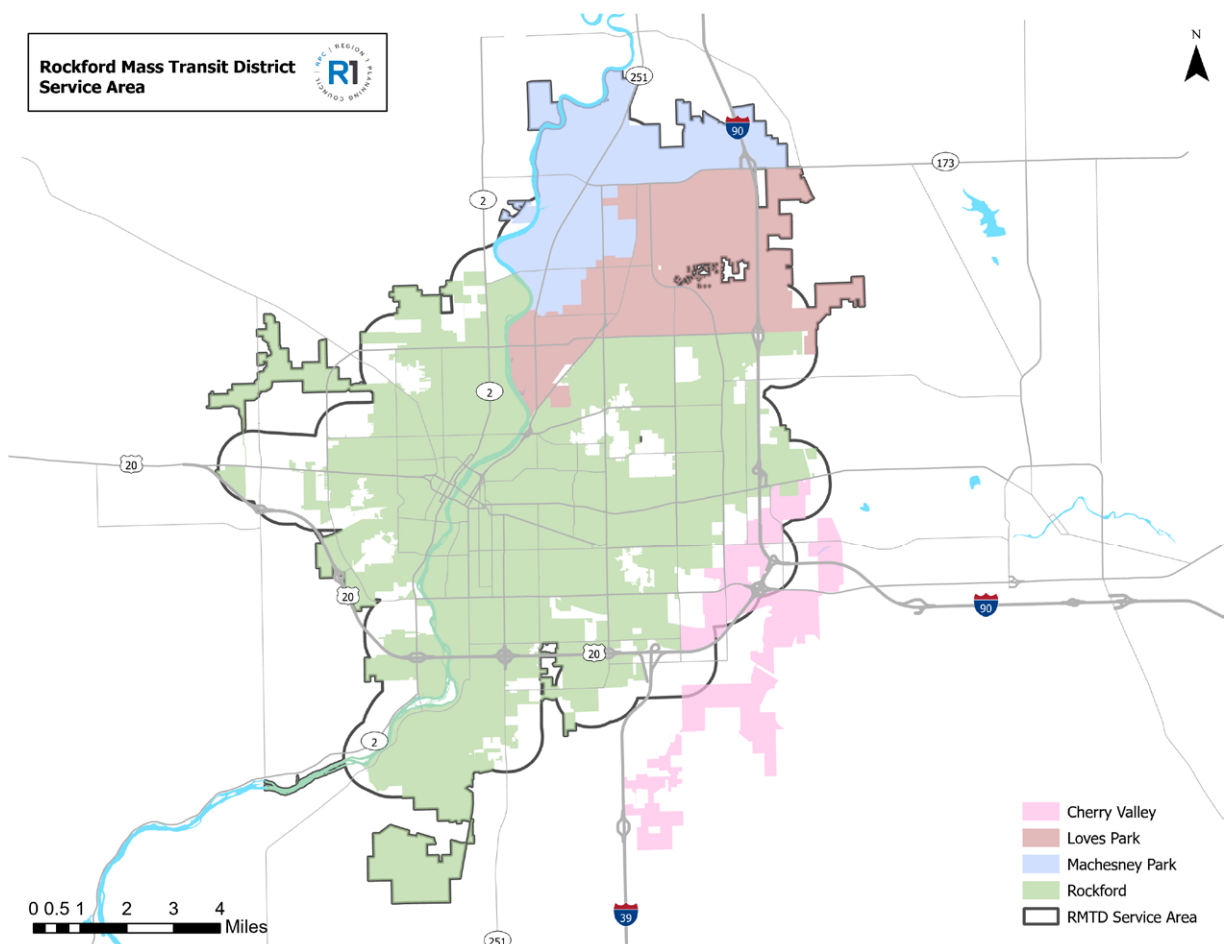 Rockford Mass Transit District
Service Area
RPC | REGION 1 PLANNING COUNCIL |
R1
N
251
90
173
2
2
20
20
20
90
2
39
251
Cherry Valley
Loves Park
Machesney Park
Rockford
RMTD Service Area
0 0.5 1 2 3 4
Miles